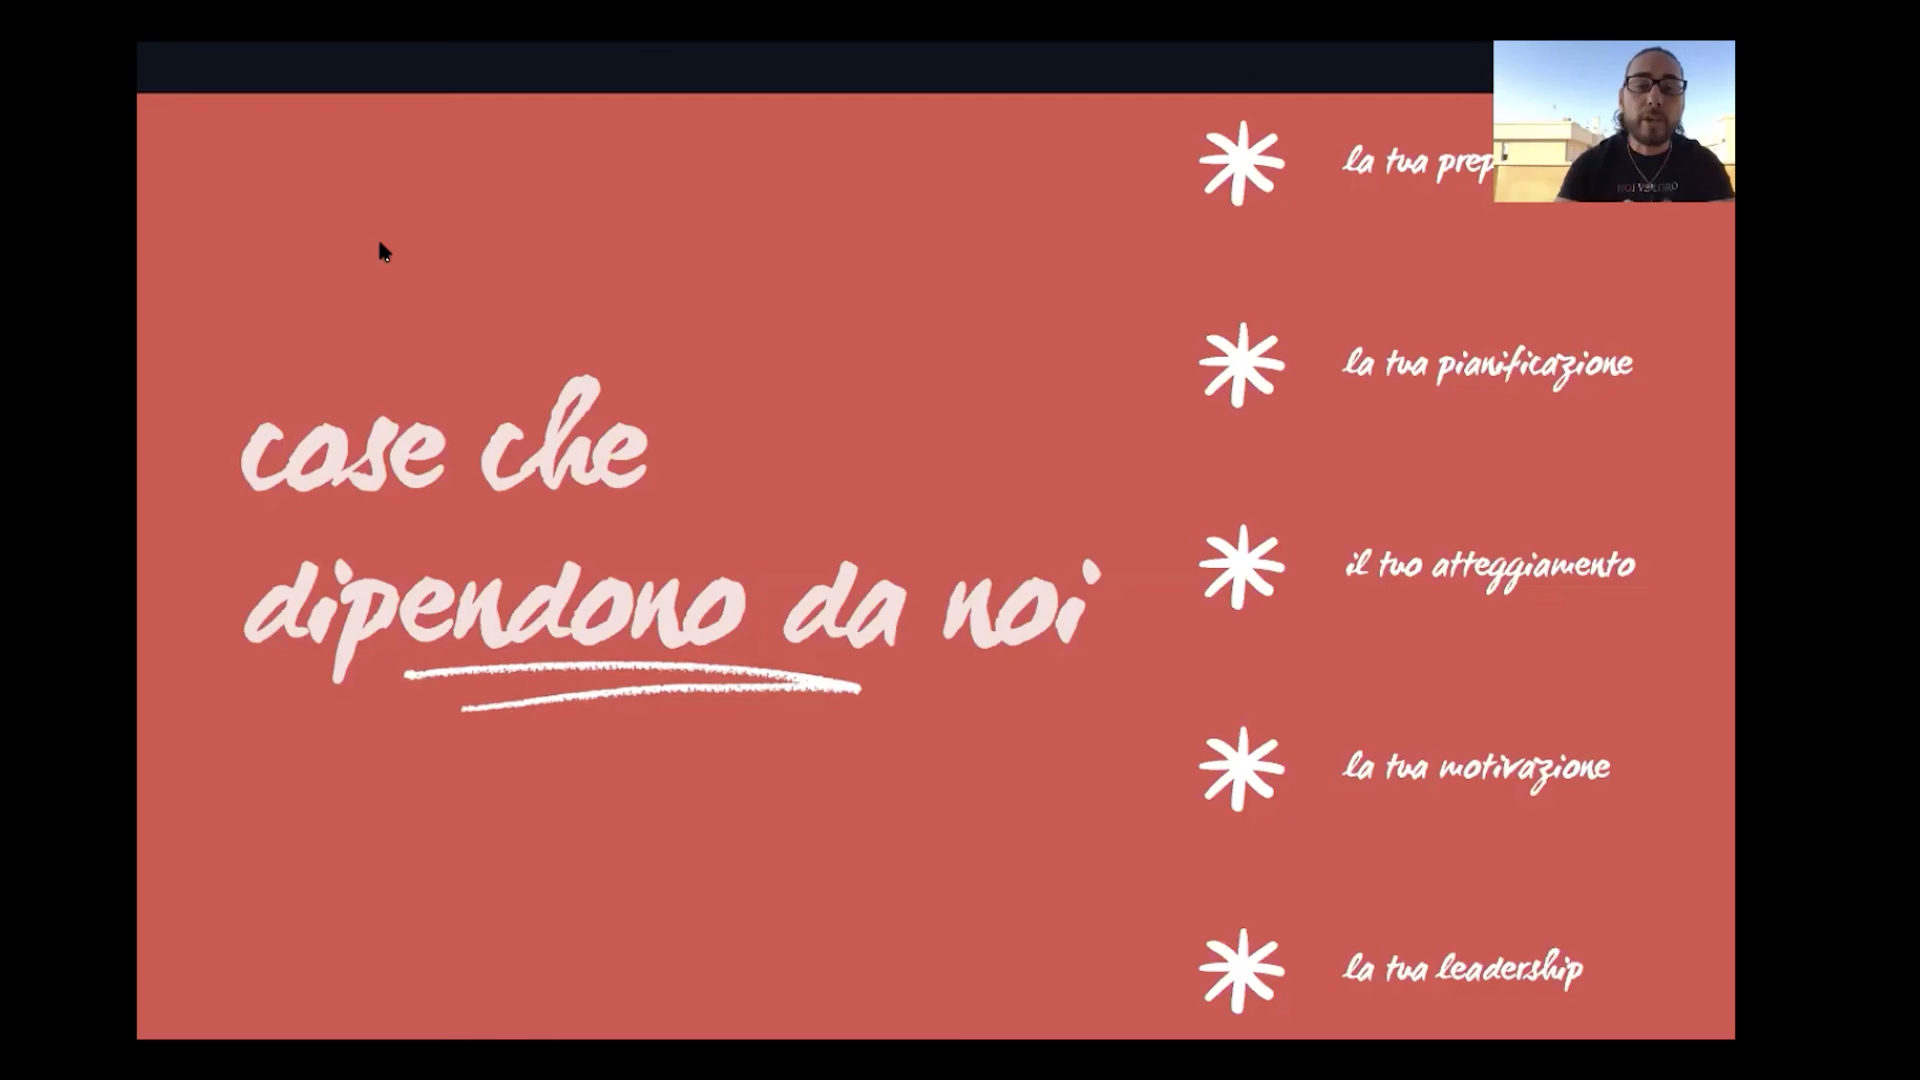 cose che
dipendono da noi
la tua
la tua pianificazione
il tuo atteggiamento
la tua motivazione
la tua leadership
NOI